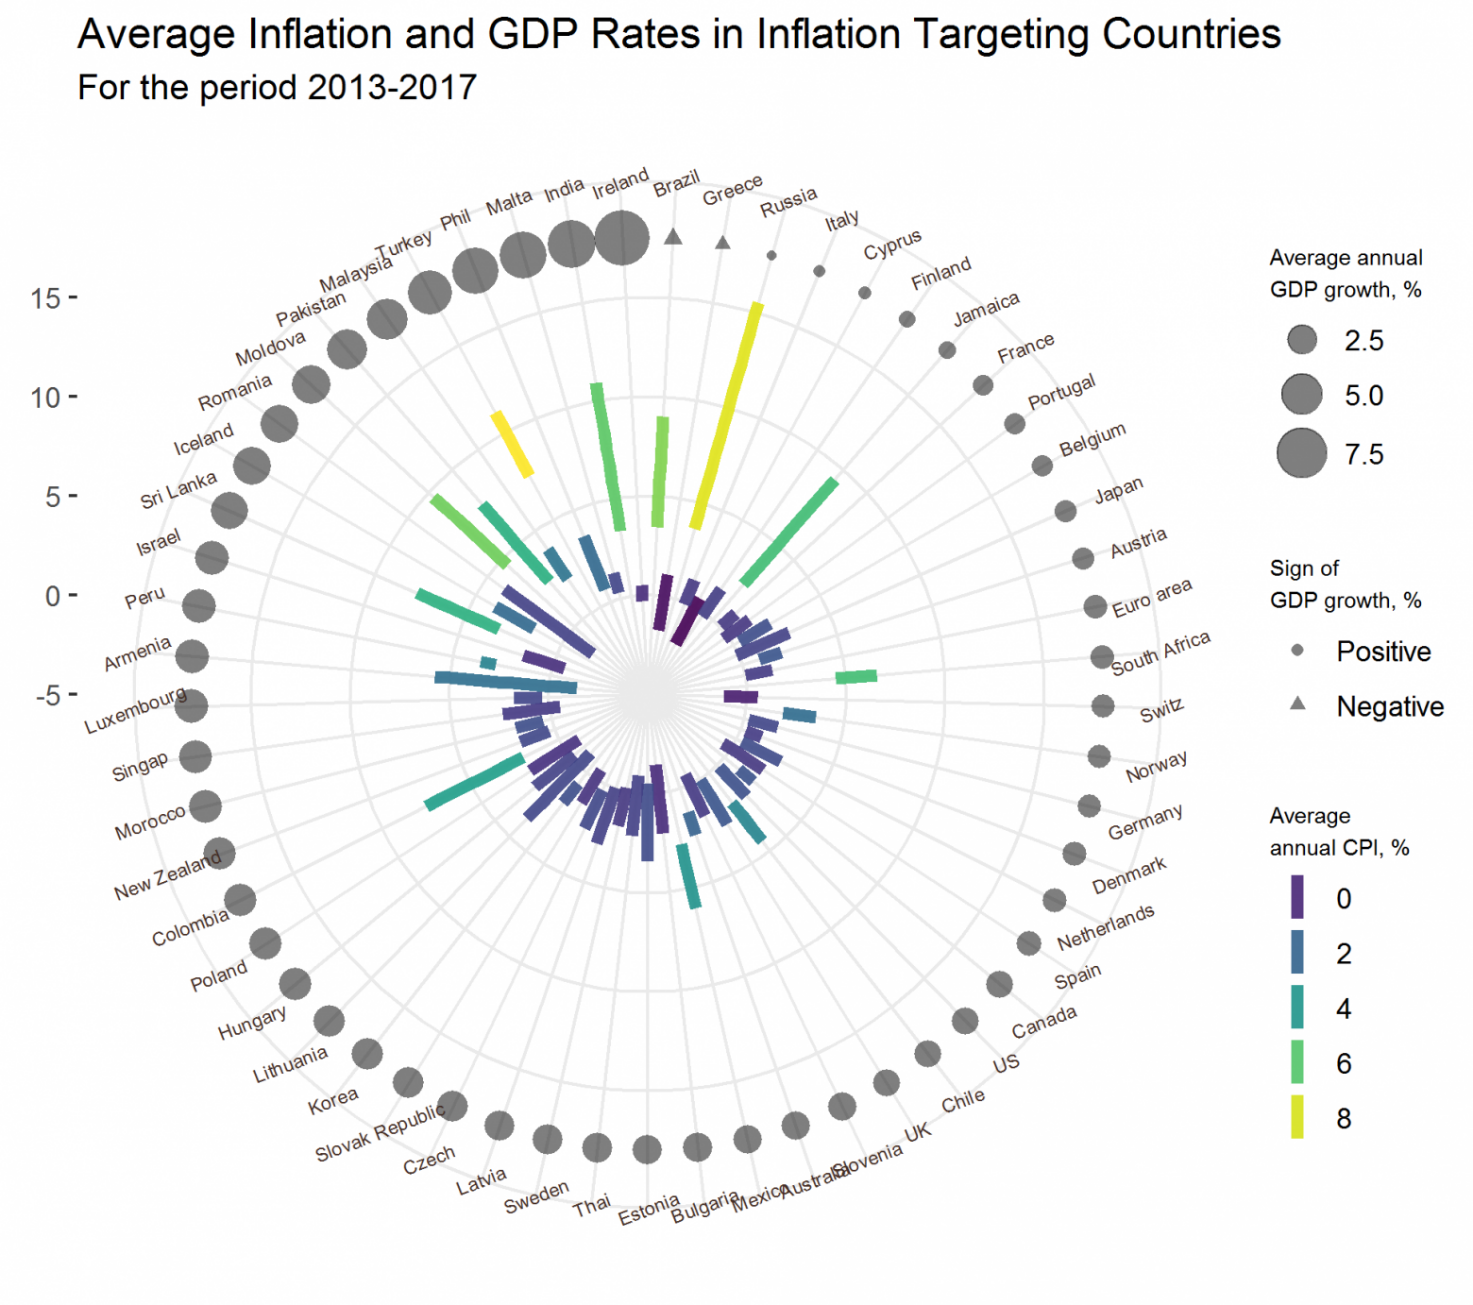 Average Inflation and GDP Rates in Inflation Targeting Countries
For the period 2013-2017
Ireland
Brazil
Greece
Russia
Italy
Cyprus
Finland
Jamaica
France
Portugal
Belgium
Japan
Austria
Euro area
South Africa
Switz
Norway
Germany
Denmark
Netherlands
Spain
Canada
US
Chile
UK
Slovenia
Australia
Mexico
Bulgaria
Estonia
Thai
Sweden
Latvia
Czech
Slovak Republic
Korea
Lithuania
Hungary
Poland
Colombia
New Zealand
Morocco
Singap
Luxembourg
Armenia
Peru
Israel
Sri Lanka
Iceland
Romania
Moldova
Pakistan
Malaysia
Turkey
Phil
Malta
India
15
10
5
0
-5
Average annual
GDP growth, %
2.5
5.0
7.5
Sign of
GDP growth, %
Positive
Negative
Average
annual CPI, %
0
2
4
6
8